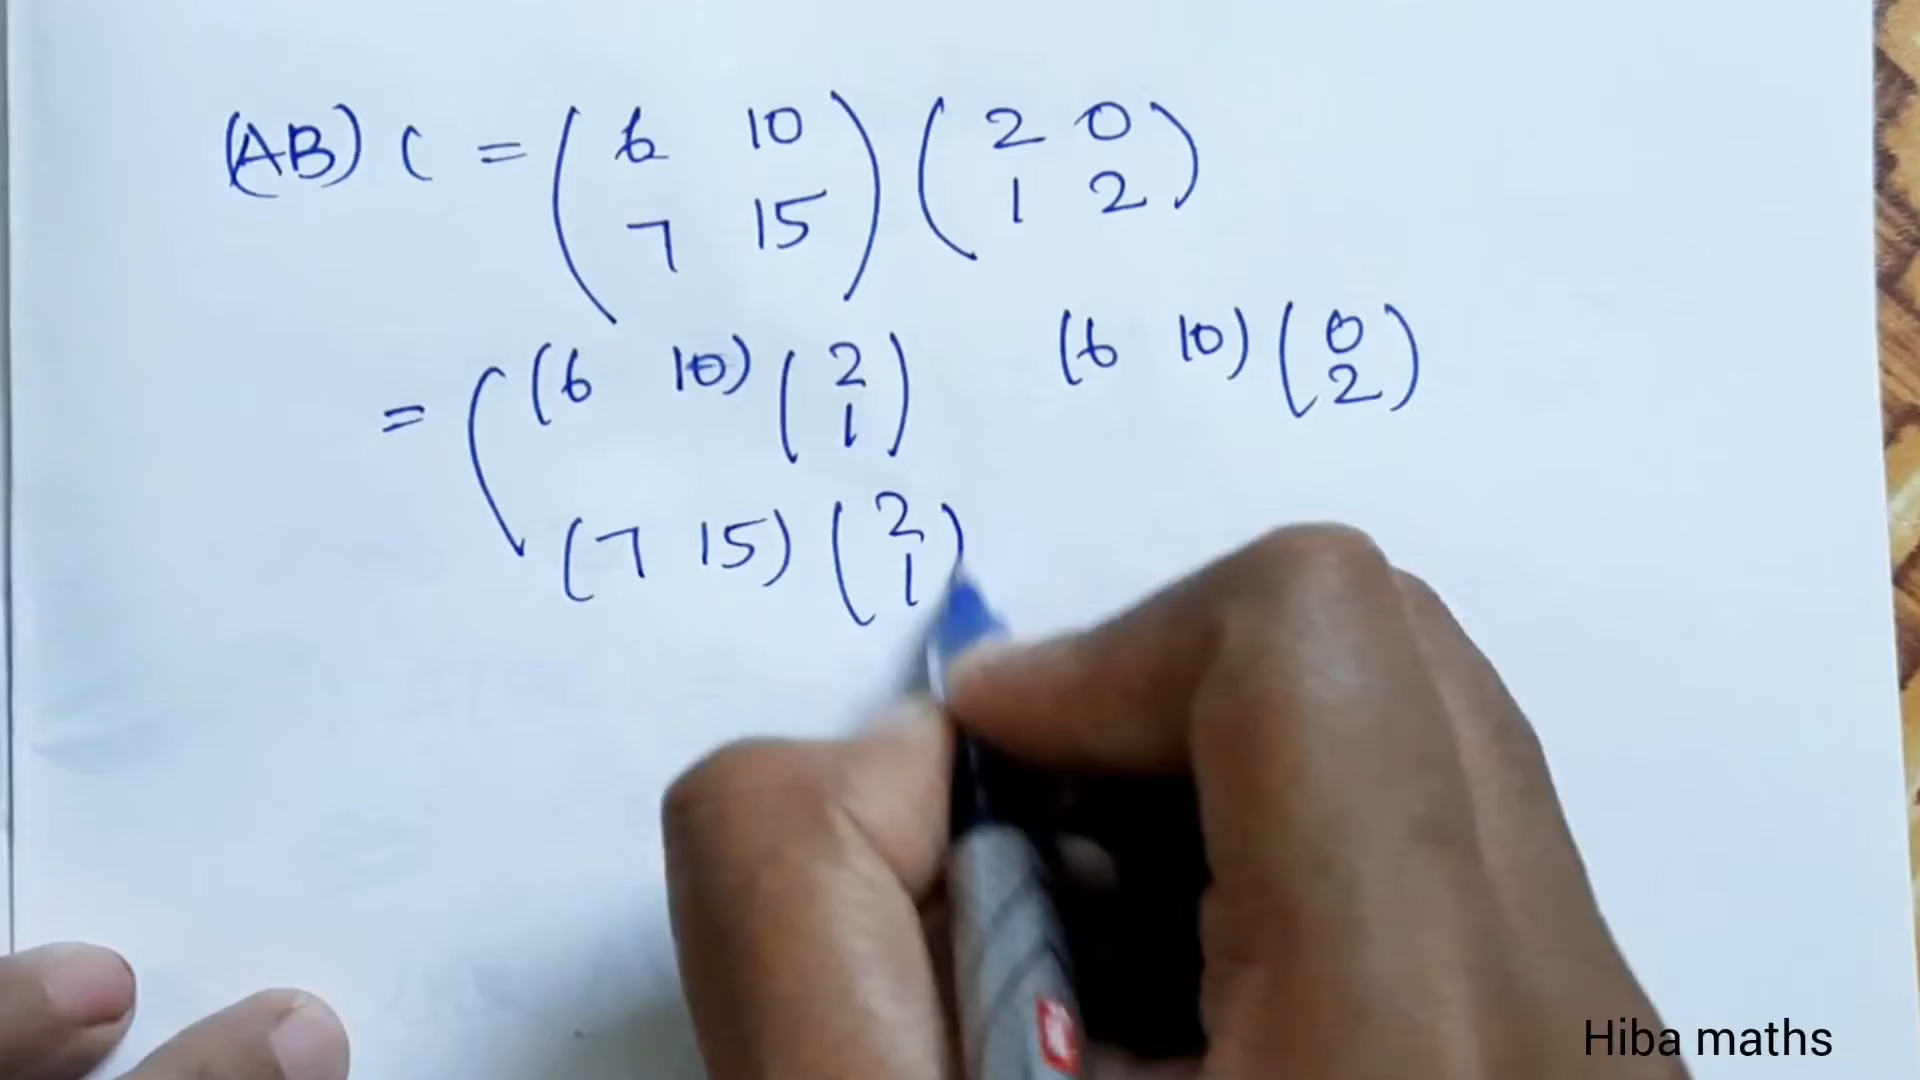 (AB) C = ( 6 10 ) ( 2 0 )
7 15 1 2
= ( (6 10) ( 2 ) (6 10) ( 0 )
1 2
(7 15) ( 2 )
1
Hiba maths